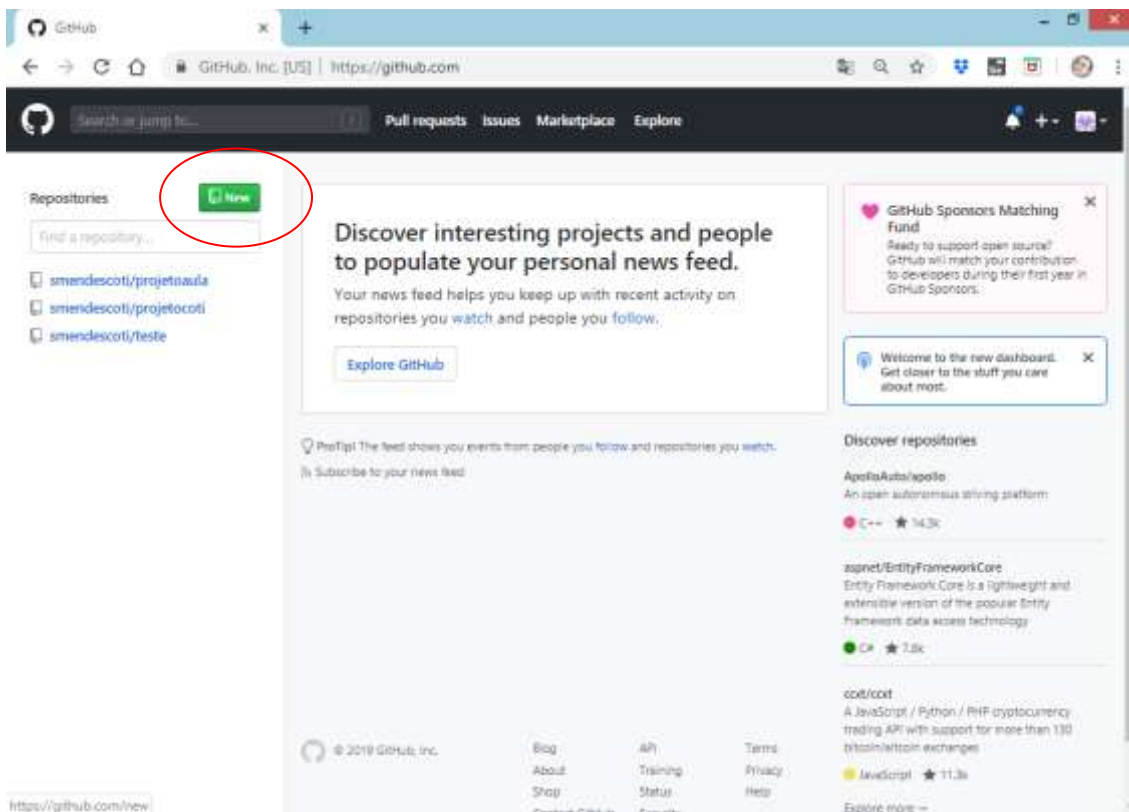 GitHub
GitHub, Inc. [US] | https://github.com
Search or jump to...
Pull requests Issues Marketplace Explore
Repositories
New
Find a repository...
smendescoti/projetoaula
smendescoti/projetocoti
smendescoti/teste
Discover interesting projects and people
to populate your personal news feed.
Your news feed helps you keep up with recent activity on
repositories you watch and people you follow.
Explore GitHub
ProTip! The feed shows you events from people you follow and repositories you watch.
Subscribe to your news feed
GitHub Sponsors Matching
Fund
Ready to support open source?
GitHub will match your contribution
to developers during their first year in
GitHub Sponsors.
Welcome to the new dashboard.
Get closer to the stuff you care
about most.
Discover repositories
ApolloAuto/apollo
An open autonomous driving platform
C++ 14.3k
aspnet/EntityFrameworkCore
Entity Framework Core is a lightweight and
extensible version of the popular Entity
Framework data access technology
C# 7.8k
ccxt/ccxt
A JavaScript / Python / PHP cryptocurrency
trading API with support for more than 130
bitcoin/altcoin exchanges
JavaScript 11.3k
Explore more →
© 2019 GitHub, Inc.
Blog
About
Shop
Contact GitHub
API
Training
Status
Security
Terms
Privacy
Help
https://github.com/new